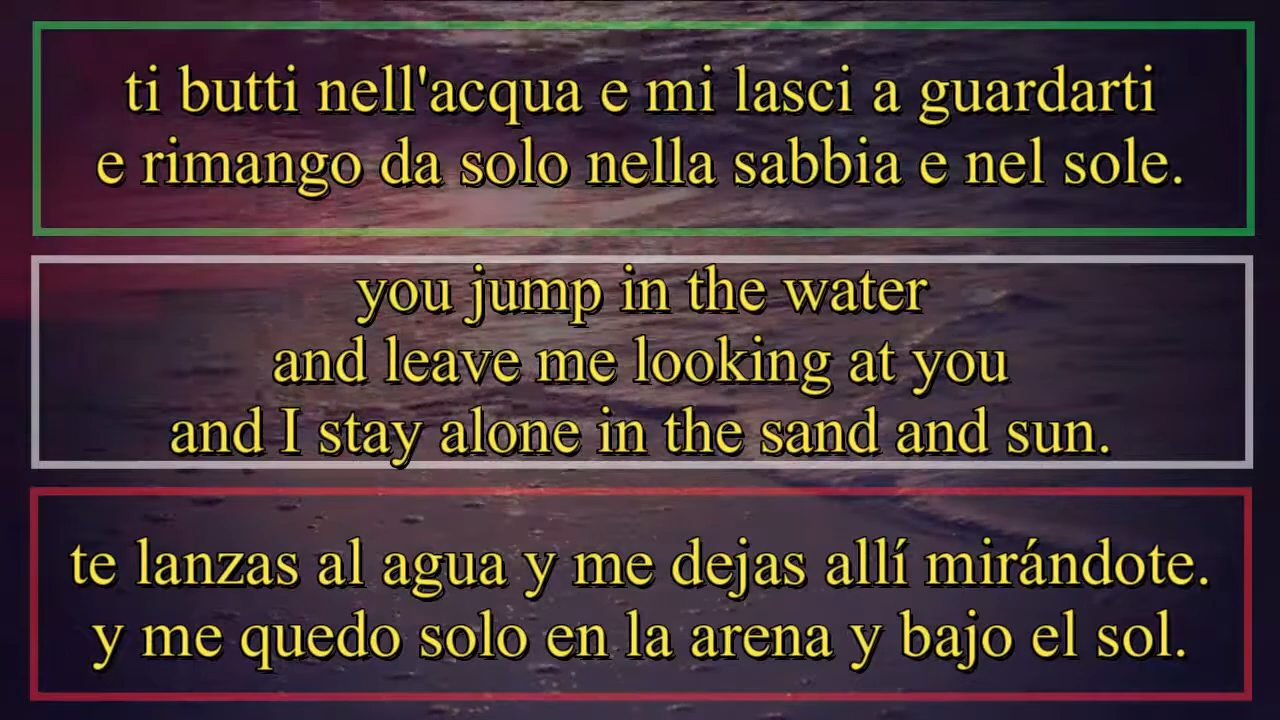 ti butti nell'acqua e mi lasci a guardarti
e rimango da solo nella sabbia e nel sole.
you jump in the water
and leave me looking at you
and I stay alone in the sand and sun.
te lanzas al agua y me dejas allí mirándote.
y me quedo solo en la arena y bajo el sol.